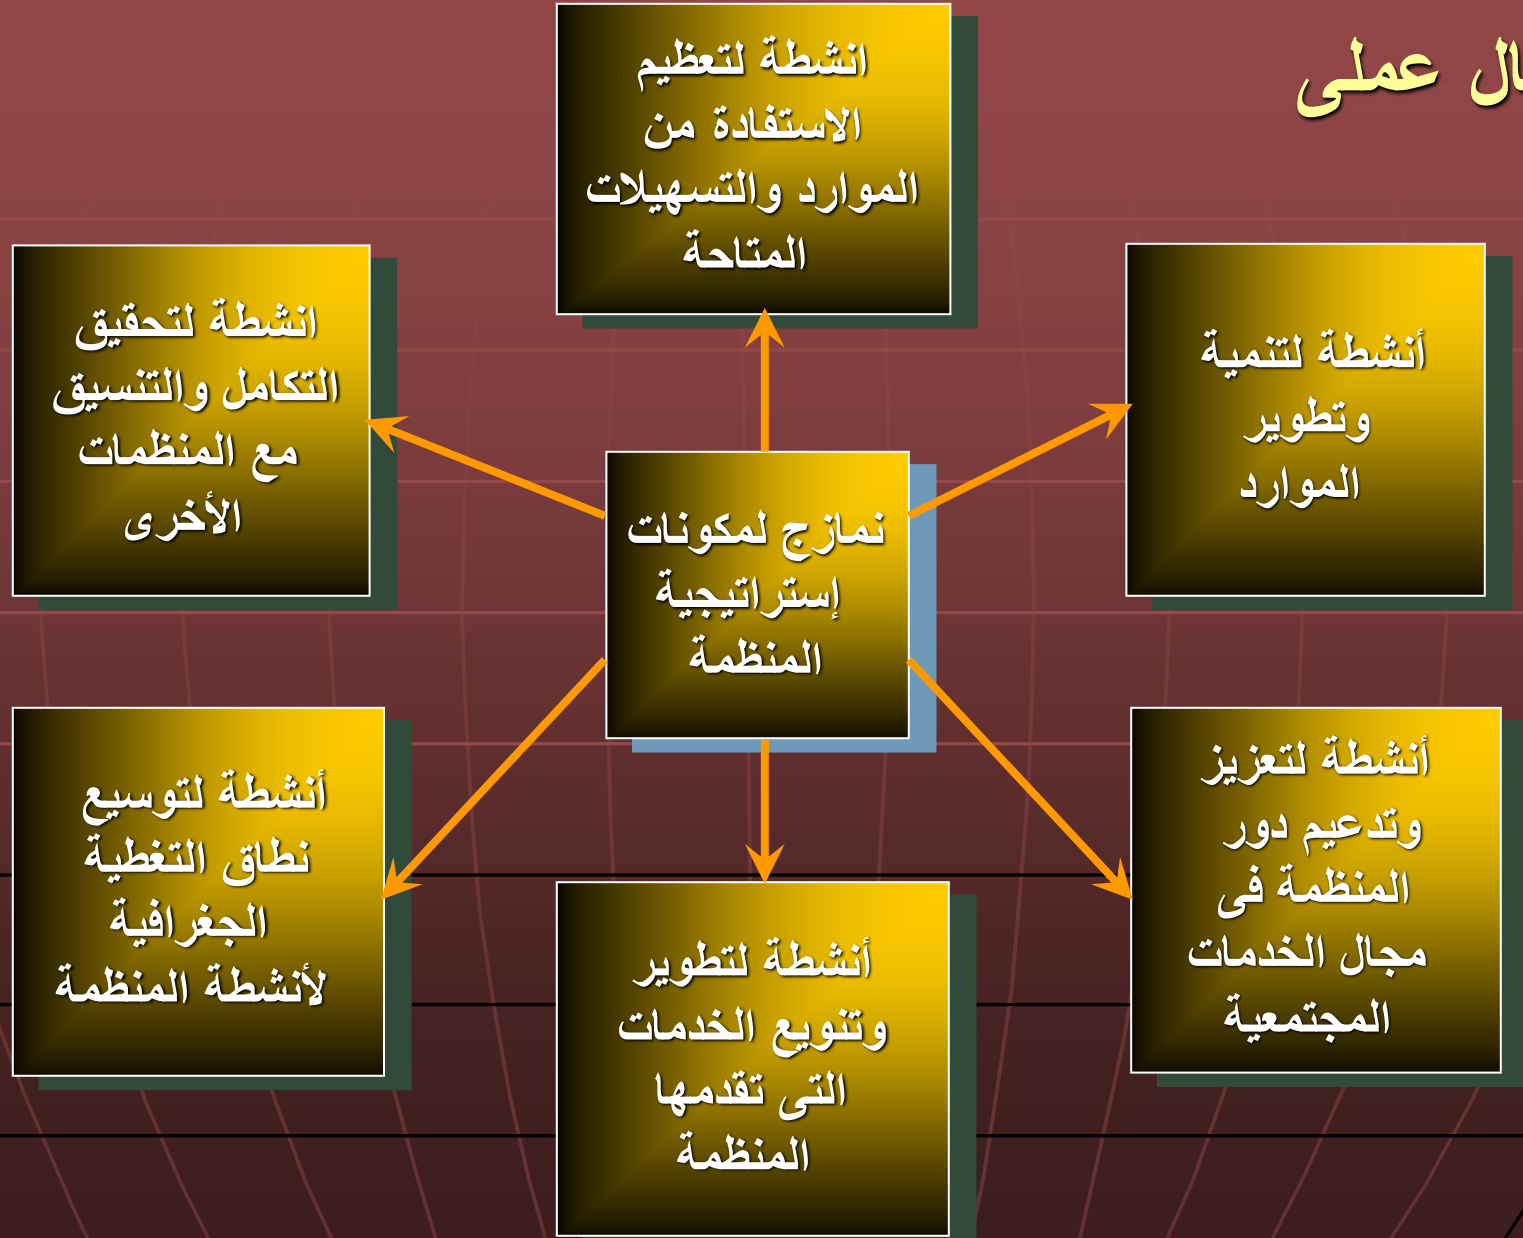 عملى
انشطة لتعظيم
الاستفادة من
الموارد والتسهيلات
المتاحة
أنشطة لتنمية
وتطوير
الموارد
انشطة لتحقيق
التكامل والتنسيق
مع المنظمات
الأخرى
نمازج لمكونات
إستراتيجية
المنظمة
أنشطة لتعزيز
وتدعيم دور
المنظمة فى
مجال الخدمات
المجتمعية
أنشطة لتطوير
وتنويع الخدمات
التى تقدمها
المنظمة
أنشطة لتوسيع
نطاق التغطية
الجغرافية
لأنشطة المنظمة